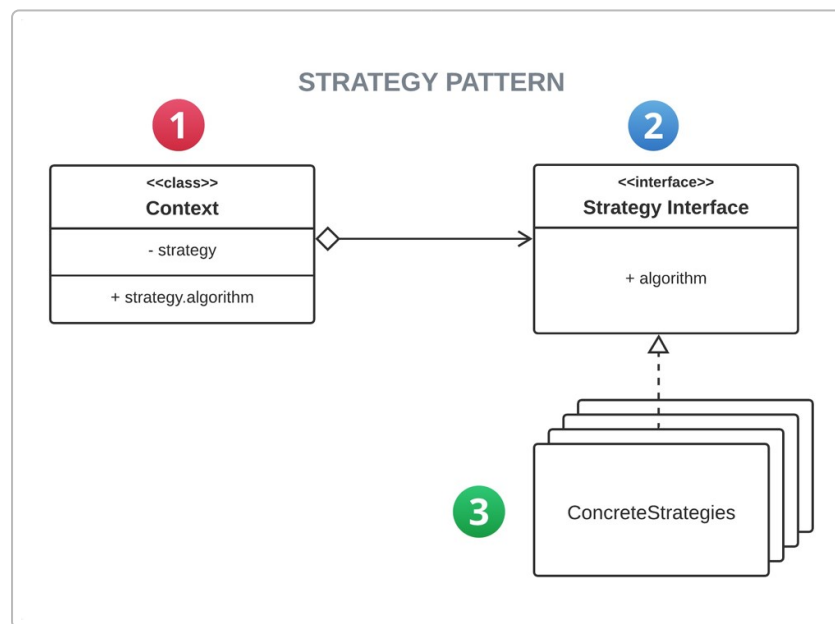 STRATEGY PATTERN
1
2
<<class>>
Context
- strategy
+ strategy.algorithm
<<interface>>
Strategy Interface
+ algorithm
3
ConcreteStrategies